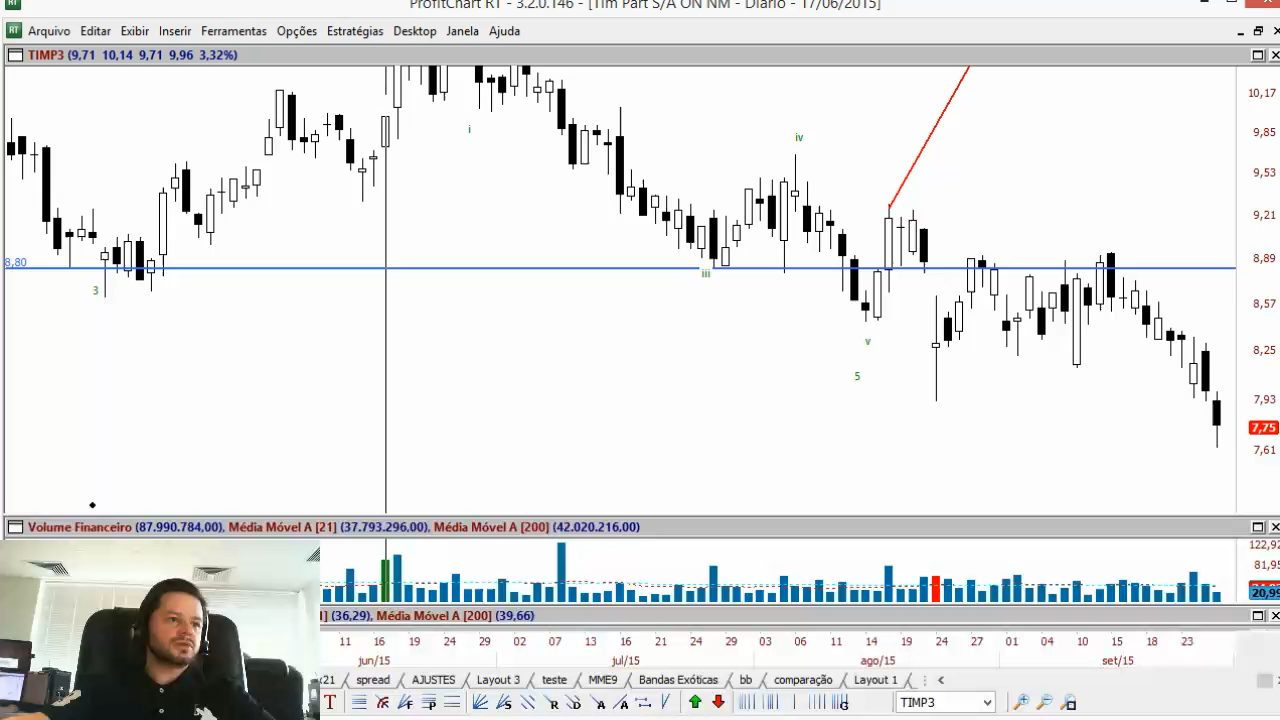 ProfitChart RT - 3.2.0.146 - [Tim Part S/A ON NM - Diário - 17/06/2015]
RT Arquivo Editar Exibir Inserir Ferramentas Opções Estratégias Desktop Janela Ajuda
TIMP3 (9,71 10,14 9,71 9,96 3,32%)
10,17
9,85
9,53
9,21
8,89
8,57
8,25
7,93
7,75
7,61
8,80
i
iv
iii
3
v
5
Volume Financeiro (87.990.784,00), Média Móvel A [21] (37.793.296,00), Média Móvel A [200] (42.020.216,00)
122,92
81,95
20,99
] (36,29), Média Móvel A [200] (39,66)
11 16 19 24 29 02 07 13 16 21 24 29 03 06 11 14 19 24 27 01 04 10 15 18 23
jun/15 jul/15 ago/15 set/15
x21 spread AJUSTES Layout 3 teste MME9 Bandas Exóticas bb comparação Layout 1
TIMP3